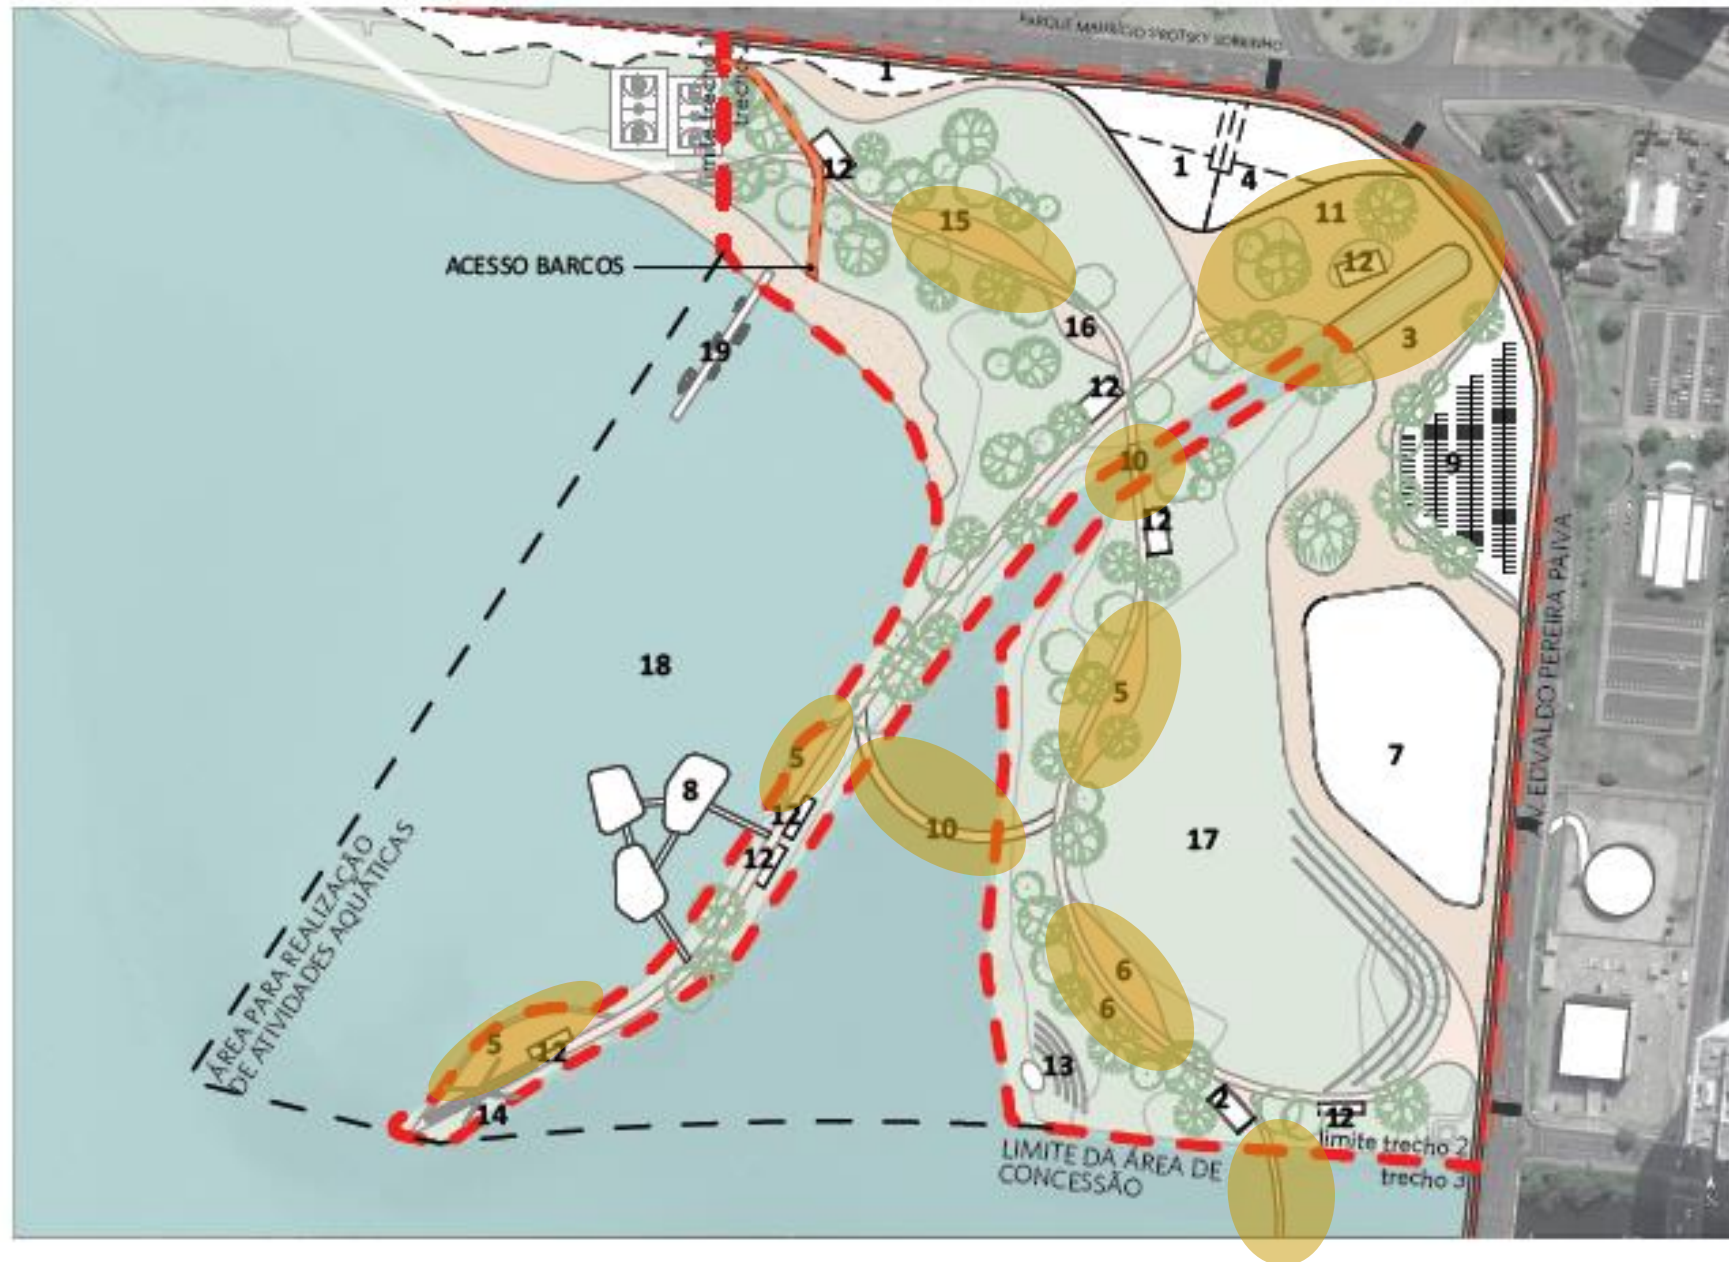 PARQUE MAURÍCIO SIROTSKY SOBRINHO
1
limite trecho
trecho
12
1
4
15
11
12
ACESSO BARCOS
16
3
19
12
10
9
12
18
AV. EDVALDO PEREIRA PAIVA
5
5
7
8
12
10
17
12
ÁREA PARA REALIZAÇÃO
DE ATIVIDADES AQUÁTICAS
6
6
5
12
13
14
2
12
limite trecho 2
trecho 3
LIMITE DA ÁREA DE
CONCESSÃO